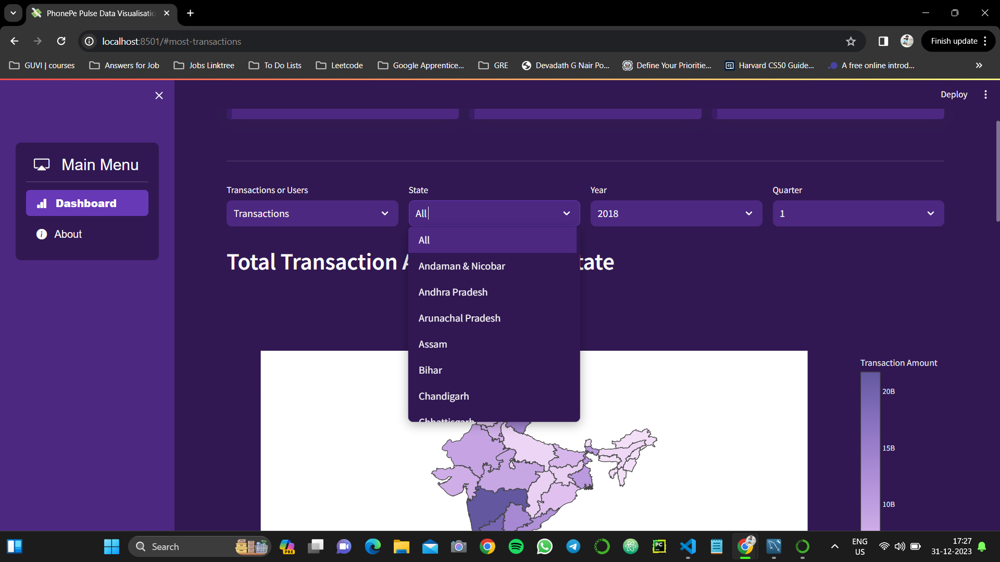 PhonePe Pulse Data Visualisatio
localhost:8501/#most-transactions
Finish update
GUVI | courses
Answers for Job
Jobs Linktree
To Do Lists
Leetcode
Google Apprentice...
GRE
Devadath G Nair Po...
Define Your Prioritie...
CC
Harvard CS50 Guide...
A free online introd...
Deploy
Main Menu
Dashboard
About
Transactions or Users
State
Year
Quarter
Transactions
All
2018
1
All
Andaman & Nicobar
Andhra Pradesh
Arunachal Pradesh
Assam
Bihar
Chandigarh
Chhattisgarh
Total Transaction A
tate
Transaction Amount
20B
15B
10B
Search
PRE
PC
ENG
US
17:27
31-12-2023